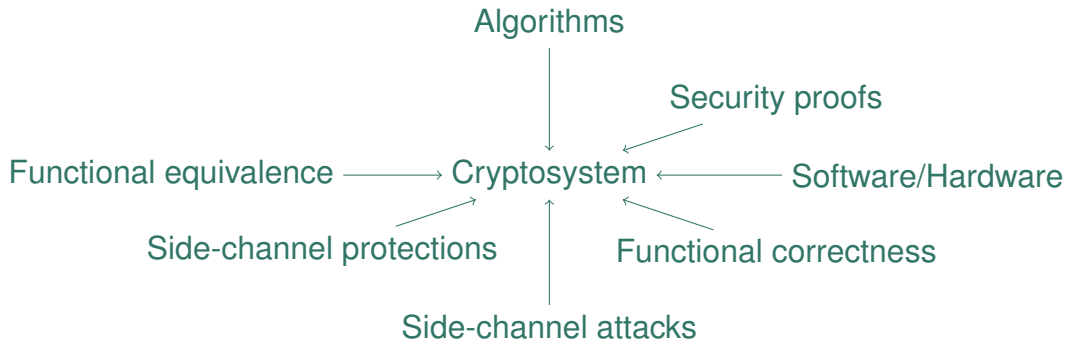 Algorithms
Security proofs
Functional equivalence
Cryptosystem
Software/Hardware
Side-channel protections
Functional correctness
Side-channel attacks